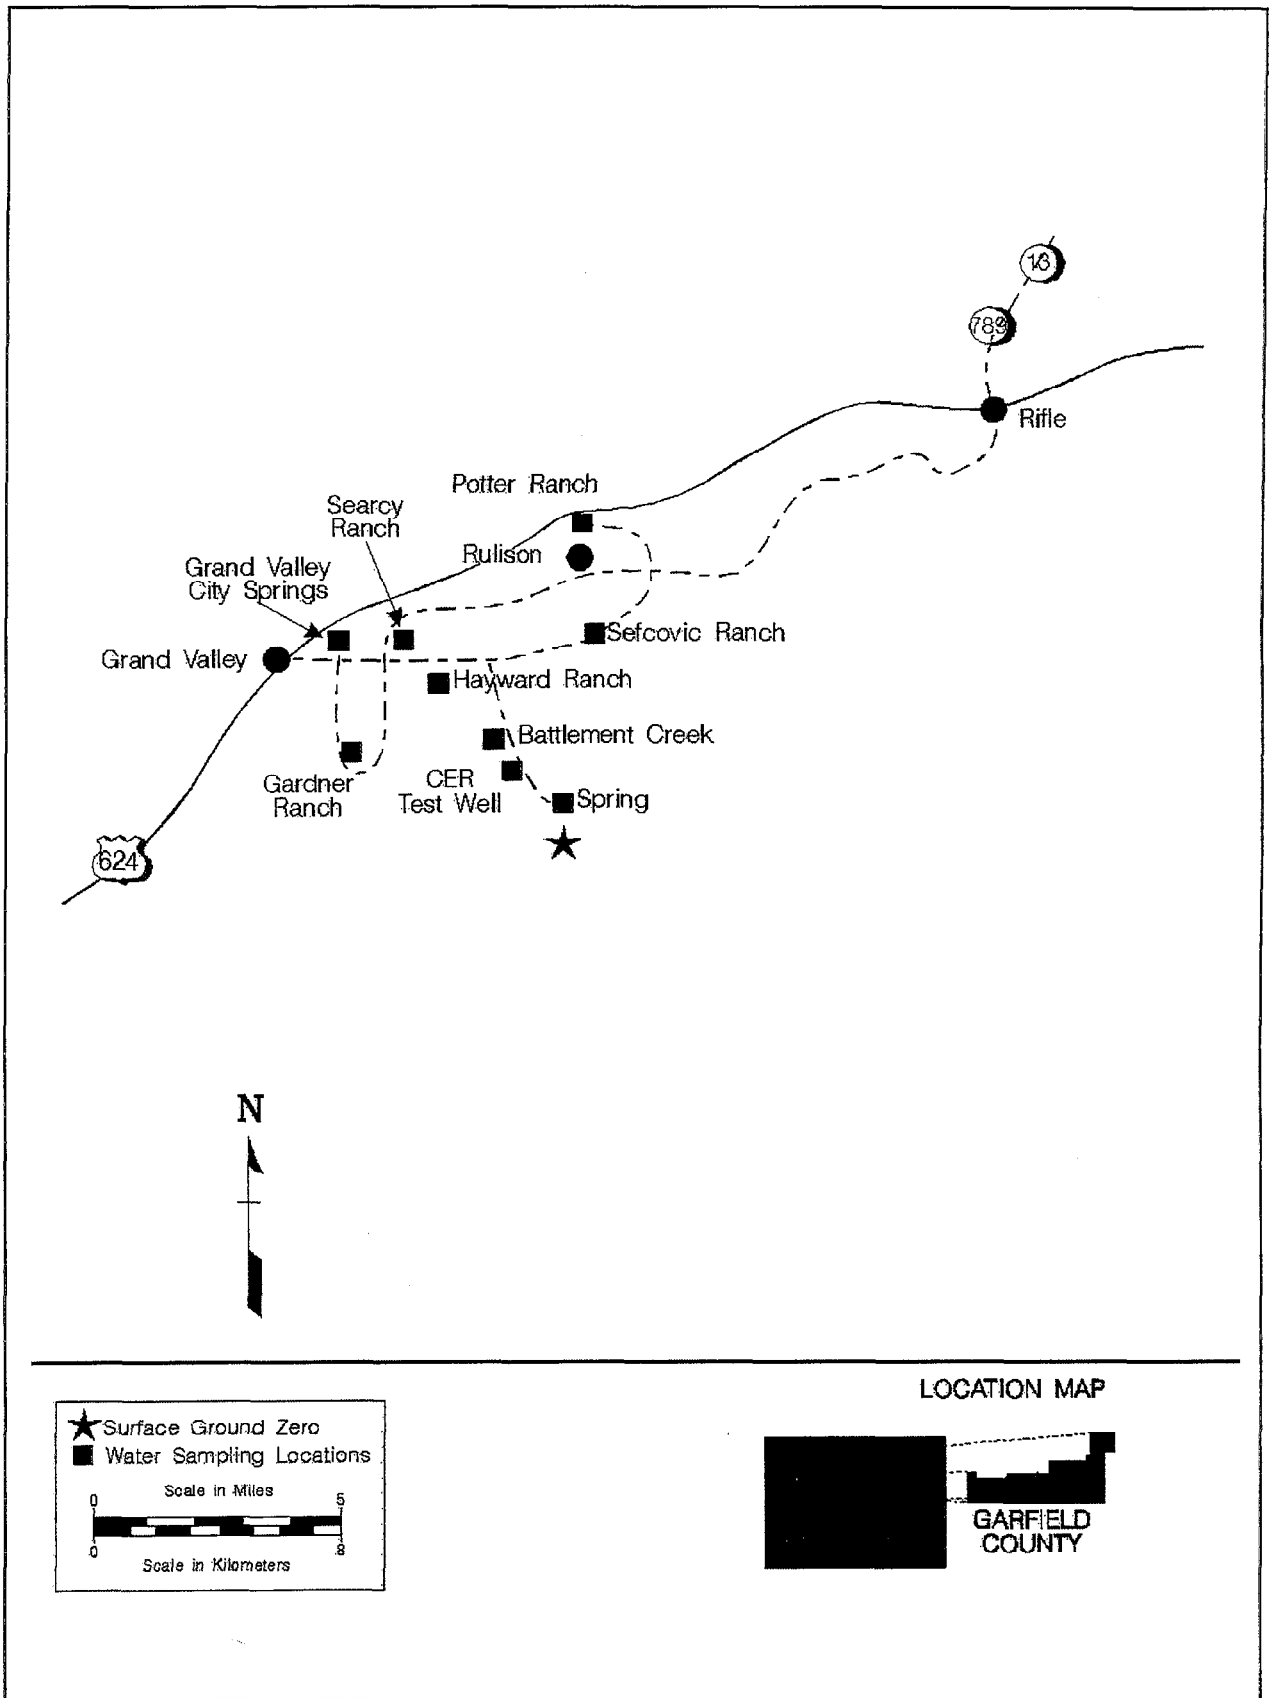 13
789
Rifle
Potter Ranch
Searcy
Ranch
Rulison
Grand Valley
City Springs
Sefcovic Ranch
Grand Valley
Hayward Ranch
Battlement Creek
CER
Test Well
Gardner
Ranch
Spring
624
N
LOCATION MAP
Surface Ground Zero
Water Sampling Locations
Scale in Miles
0 5
0 8
Scale in Kilometers
GARFIELD
COUNTY